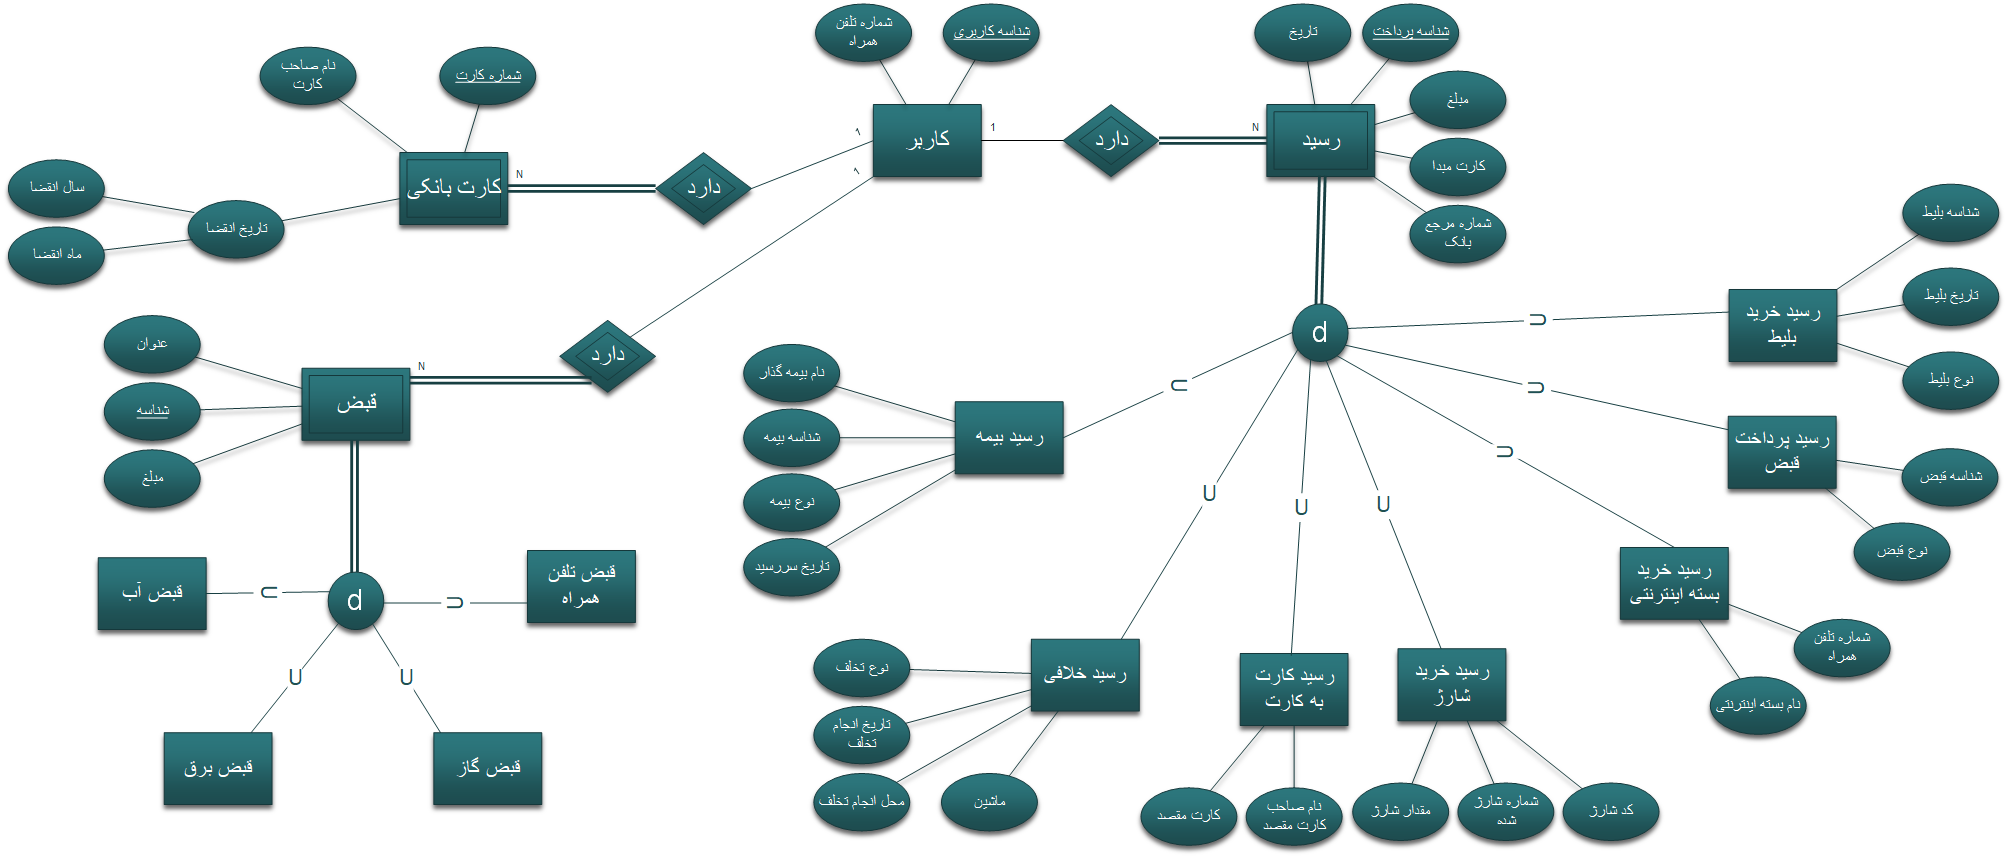 شماره تلفن
همراه
شناسه کاربری
تاریخ
شناسه پرداخت
نام صاحب
کارت
شماره کارت
مبلغ
کارت مبدا
شماره مرجع
بانک
کاربر
1
دارد
N
رسید
1
1
سال انقضا
ماه انقضا
تاریخ انقضا
کارت بانکی
N
دارد
شناسه بلیط
تاریخ بلیط
نوع بلیط
رسید خرید
بلیط
عنوان
شناسه
مبلغ
قبض
N
دارد
d
U
U
U
U
U
U
U
نام بیمه گذار
شناسه بیمه
نوع بیمه
تاریخ سررسید
رسید بیمه
رسید پرداخت
قبض
شناسه قبض
نوع قبض
قبض آب
U
d
U
قبض تلفن
همراه
U
U
قبض برق
قبض گاز
رسید خرید
بسته اینترنتی
شماره تلفن
همراه
نام بسته اینترنتی
نوع تخلف
تاریخ انجام
تخلف
محل انجام تخلف
ماشین
رسید خلافی
رسید کارت
به کارت
رسید خرید
شارژ
کارت مقصد
نام صاحب
کارت مقصد
مقدار شارژ
شماره شارژ
شده
کد شارژ